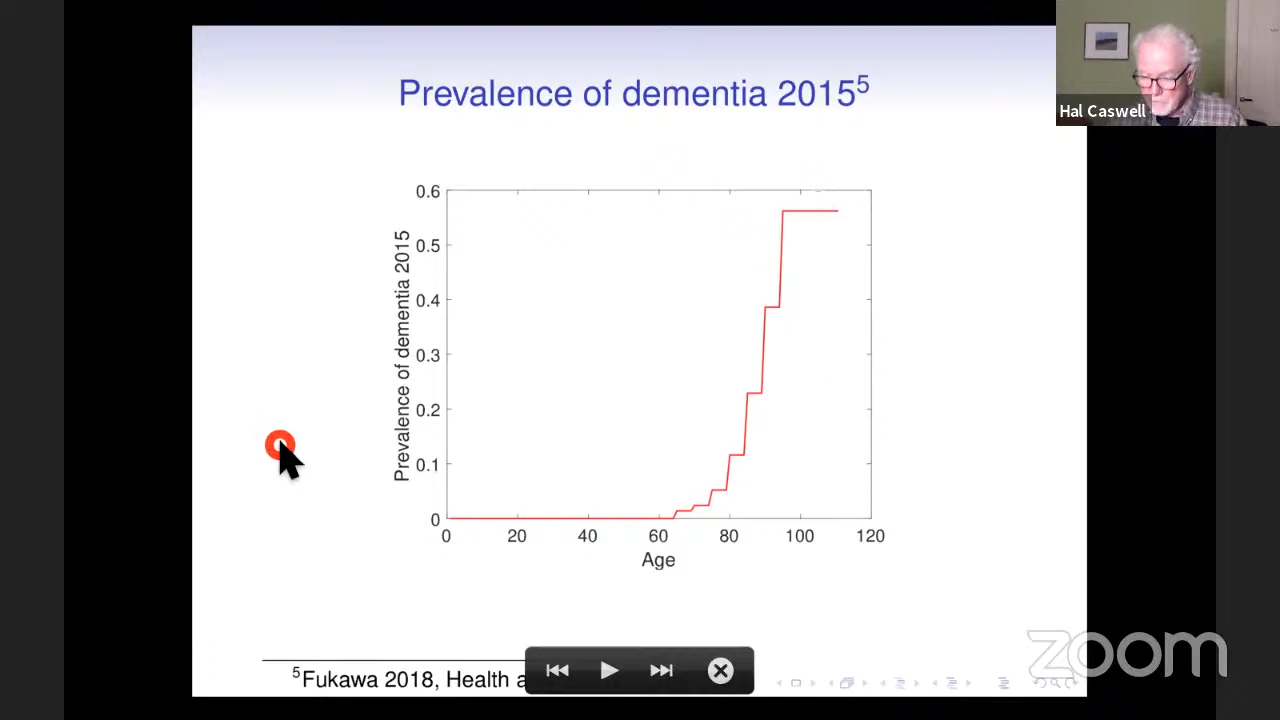 Prevalence of dementia 2015⁵
Hal Caswell
Prevalence of dementia 2015
0.6
0.5
0.4
0.3
0.2
0.1
0
0 20 40 60 80 100 120
Age
⁵Fukawa 2018, Health
zoom